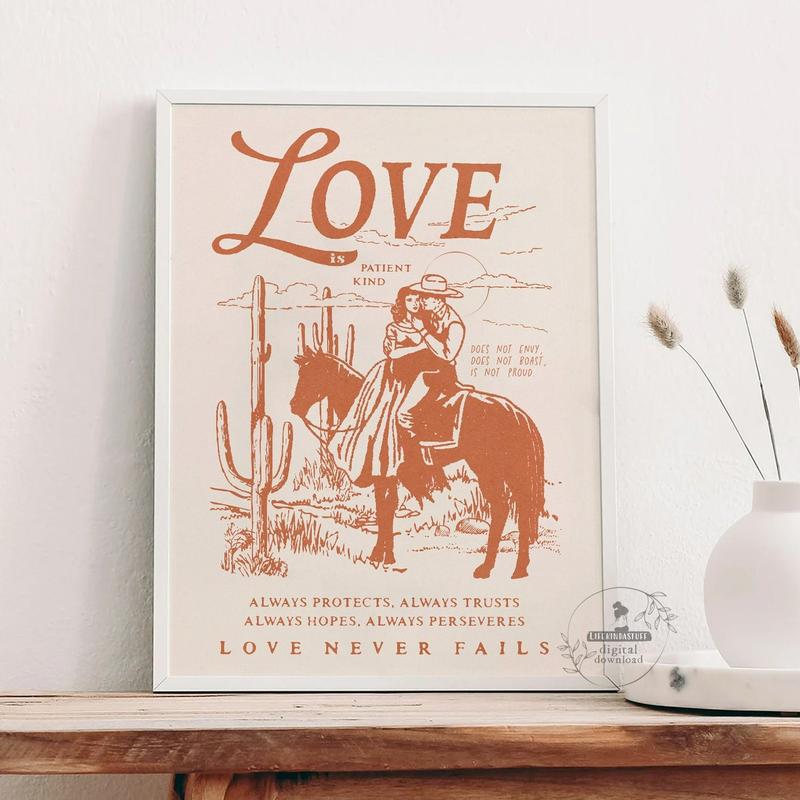 LOVE
is
PATIENT
KIND
DOES NOT ENVY,
DOES NOT BOAST,
IS NOT PROUD
ALWAYS PROTECTS, ALWAYS TRUSTS
ALWAYS HOPES, ALWAYS PERSEVERES
LOVE NEVER FAILS
LIFEKINDASTUFF
digital
download